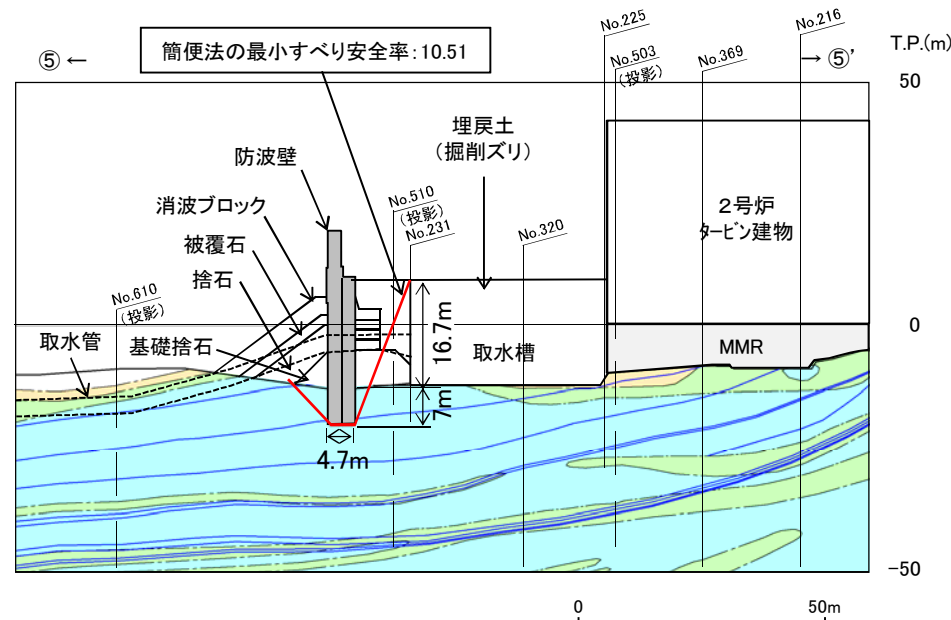 No.225
No.216
T.P.(m)
⑤ ←
簡便法の最小すべり安全率：10.51
No.503
(投影)
No.369
→ ⑤’
50
埋戻土
(掘削ズリ)
防波壁
消波ブロック
No.510
(投影)
No.231
No.320
２号炉
タービン建物
被覆石
捨石
No.610
(投影)
0
取水管
基礎捨石
16.7m
取水槽
MMR
7m
4.7m
-50
0
50m